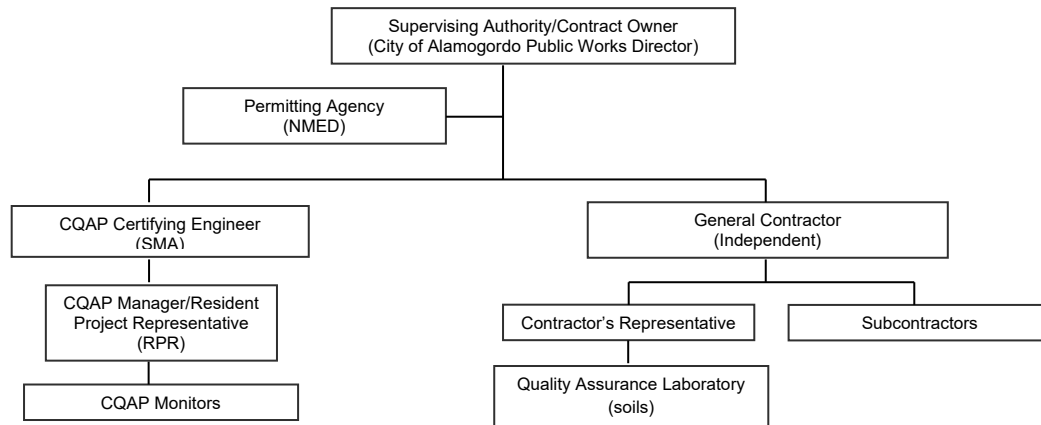 Supervising Authority/Contract Owner
(City of Alamogordo Public Works Director)
Permitting Agency
(NMED)
CQAP Certifying Engineer
(SMA)
General Contractor
(Independent)
CQAP Manager/Resident
Project Representative
(RPR)
Contractor's Representative
Subcontractors
CQAP Monitors
Quality Assurance Laboratory
(soils)